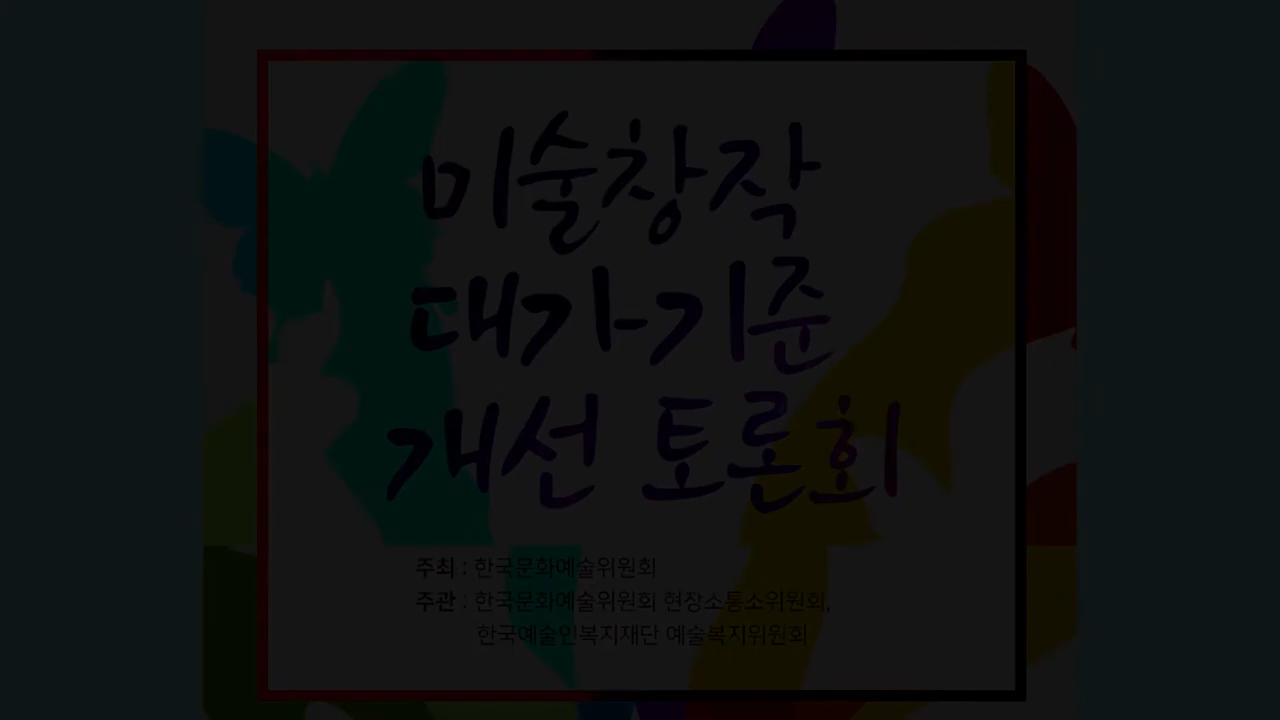 미술창작
대가기준
개선 토론회
주최 : 한국문화예술위원회
주관 : 한국문화예술위원회 현장소통소위원회,
한국예술인복지재단 예술복지위원회